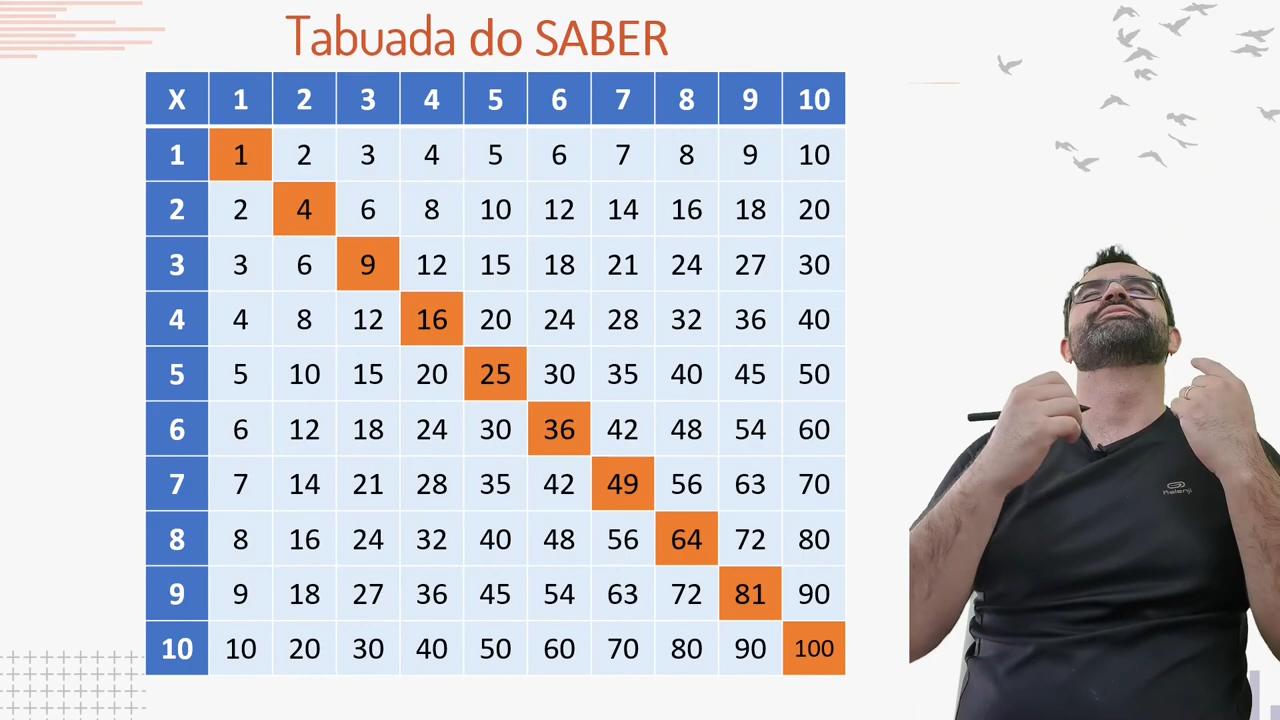 Tabuada do SABER
X 1 2 3 4 5 6 7 8 9 10
1 1 2 3 4 5 6 7 8 9 10
2 2 4 6 8 10 12 14 16 18 20
3 3 6 9 12 15 18 21 24 27 30
4 4 8 12 16 20 24 28 32 36 40
5 5 10 15 20 25 30 35 40 45 50
6 6 12 18 24 30 36 42 48 54 60
7 7 14 21 28 35 42 49 56 63 70
8 8 16 24 32 40 48 56 64 72 80
9 9 18 27 36 45 54 63 72 81 90
10 10 20 30 40 50 60 70 80 90 100
Kalenji